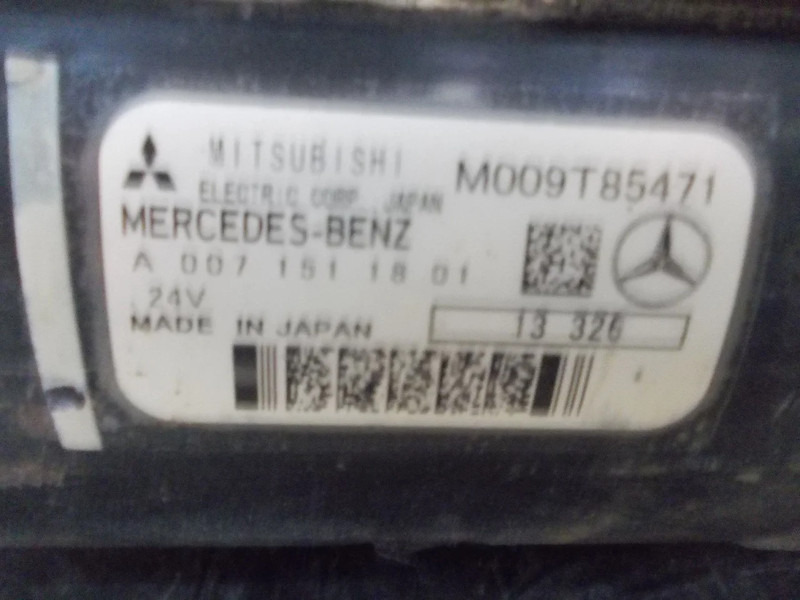 MITSUBISHI
ELECTRIC CORP. JAPAN
M009T85471
MERCEDES-BENZ
A 007 151 18 01
24V
MADE IN JAPAN
13 326